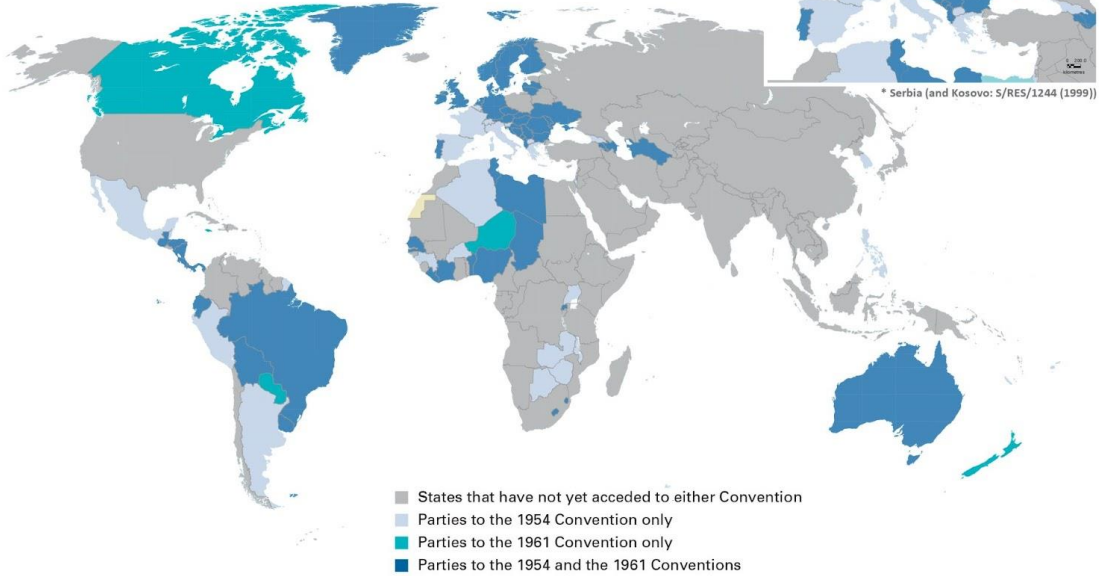 kilometres
* Serbia (and Kosovo: S/RES/1244 (1999))
States that have not yet acceded to either Convention
Parties to the 1954 Convention only
Parties to the 1961 Convention only
Parties to the 1954 and the 1961 Conventions